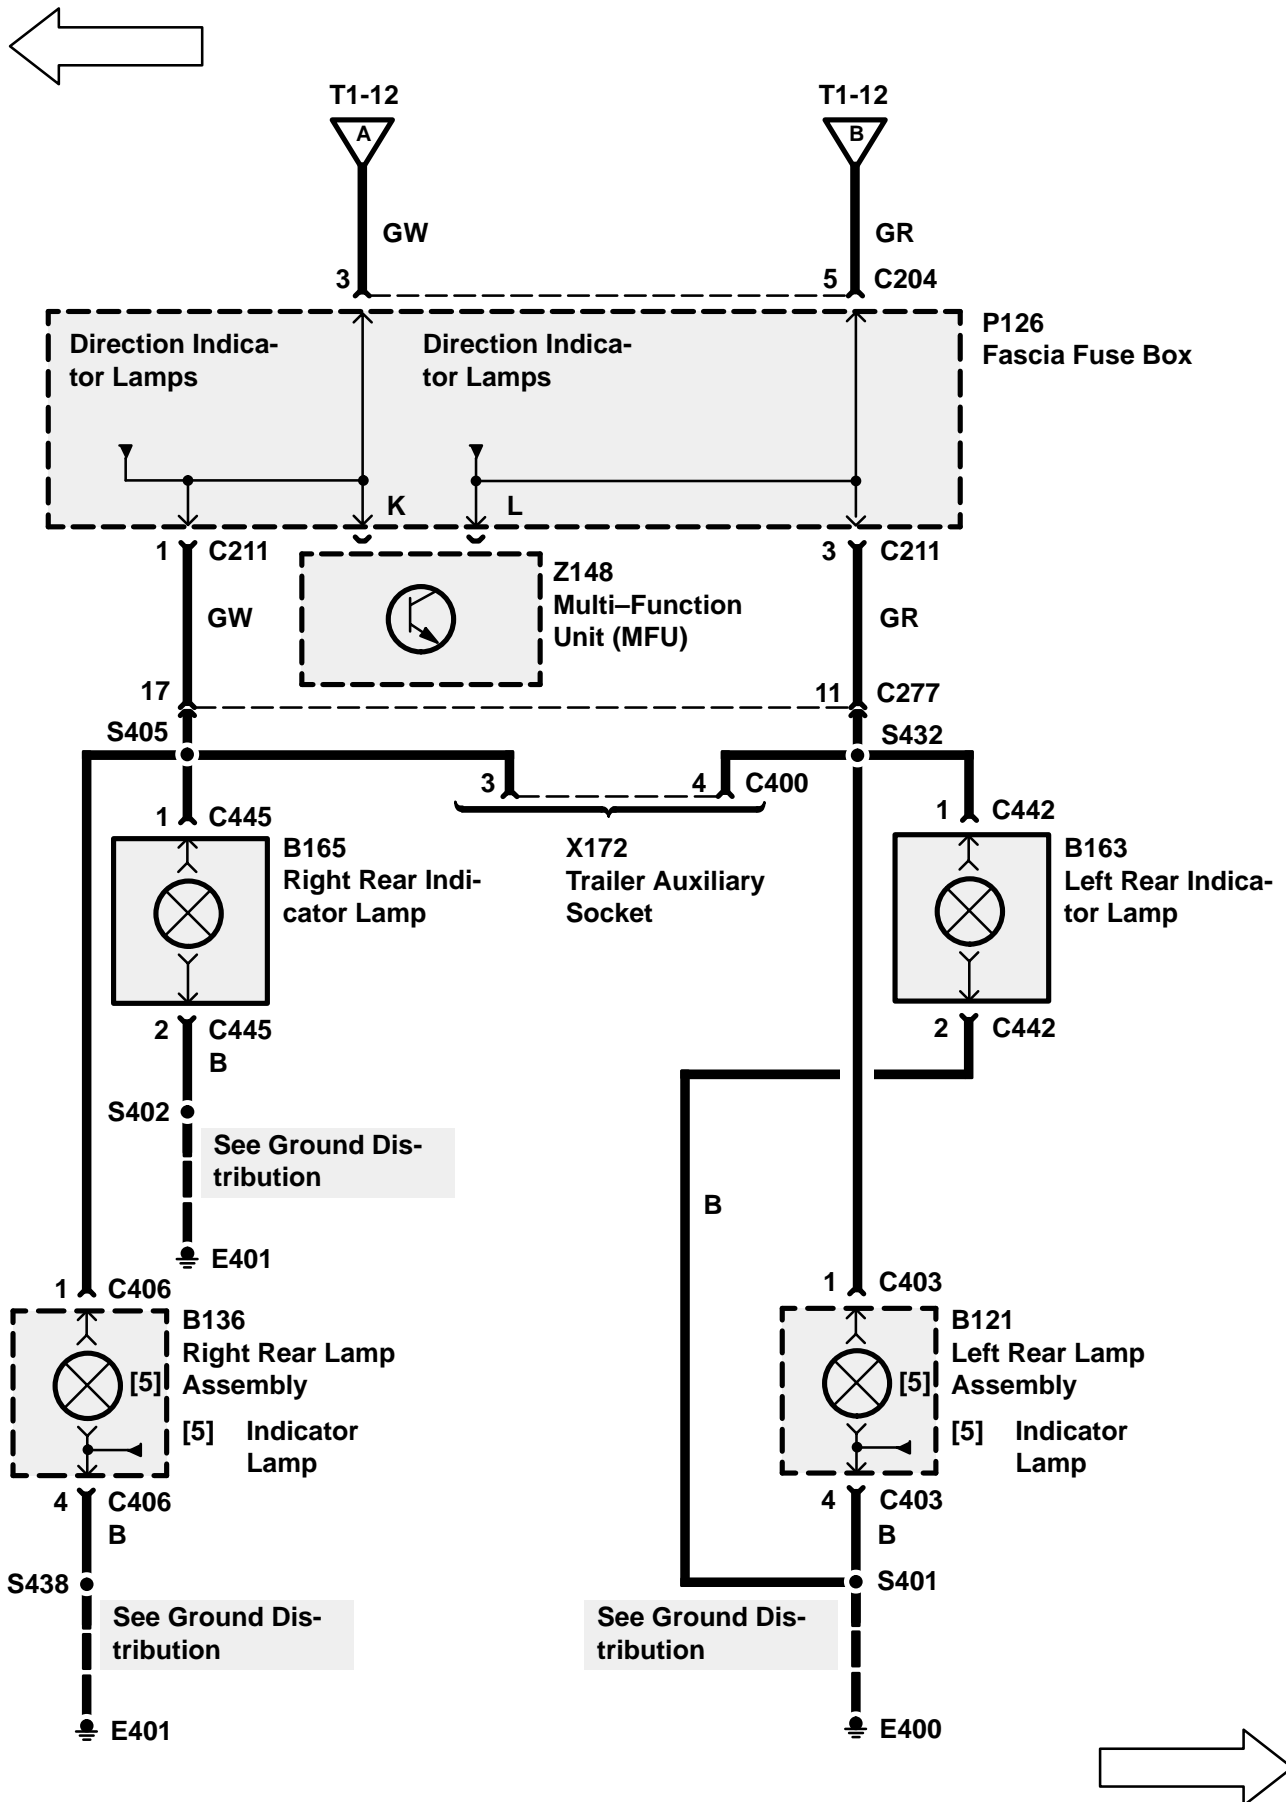 T1-12
T1-12
A
B
GW
GR
3
5 C204
P126
Fascia Fuse Box
Direction Indica-
tor Lamps
Direction Indica-
tor Lamps
K
L
1 C211
3 C211
Z148
Multi–Function
Unit (MFU)
GW
GR
17
11 C277
S405
S432
3
4 C400
1 C445
1 C442
B165
Right Rear Indi-
cator Lamp
X172
Trailer Auxiliary
Socket
B163
Left Rear Indica-
tor Lamp
2 C445
B
2 C442
S402
See Ground Dis-
tribution
B
E401
1 C406
1 C403
B136
Right Rear Lamp
Assembly
[5]
[5] Indicator
Lamp
B121
Left Rear Lamp
Assembly
[5]
[5] Indicator
Lamp
4 C406
B
4 C403
B
S438
S401
See Ground Dis-
tribution
See Ground Dis-
tribution
E401
E400